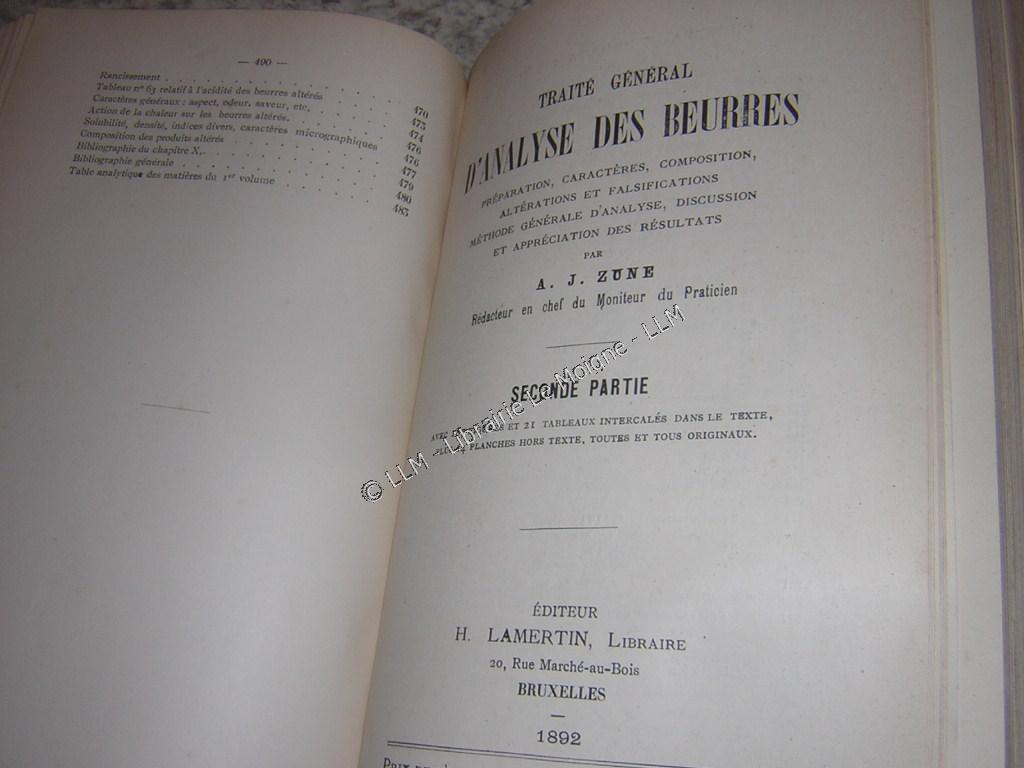 — 490 —
Rancissement . . . 470
Tableau n° 63 relatif à l'acidité des beurres altérés . . . 473
Caractères généraux : aspect, odeur, saveur, etc. . . . 474
Action de la chaleur sur les beurres altérés. . . . 476
Solubilité, densité, indices divers, caractères micrographiques 476
Composition des produits altérés . . . 477
Bibliographie du chapitre X, . . . 479
Bibliographie générale . . . 480
Table analytique des matières du 1er volume . . . 483
TRAITÉ GÉNÉRAL
D'ANALYSE DES BEURRES
PRÉPARATION, CARACTÈRES, COMPOSITION,
ALTÉRATIONS ET FALSIFICATIONS
MÉTHODE GÉNÉRALE D'ANALYSE, DISCUSSION
ET APPRÉCIATION DES RÉSULTATS
PAR
A. J. ZUNE
Rédacteur en chef du Moniteur du Praticien
SECONDE PARTIE
AVEC ET 21 TABLEAUX INTERCALÉS DANS LE TEXTE,
PLANCHES HORS TEXTE, TOUTES ET TOUS ORIGINAUX.
© LLM - Librairie Le Moigne - LLM
ÉDITEUR
H. LAMERTIN, LIBRAIRE
20, Rue Marché-au-Bois
BRUXELLES
—
1892
PRIX